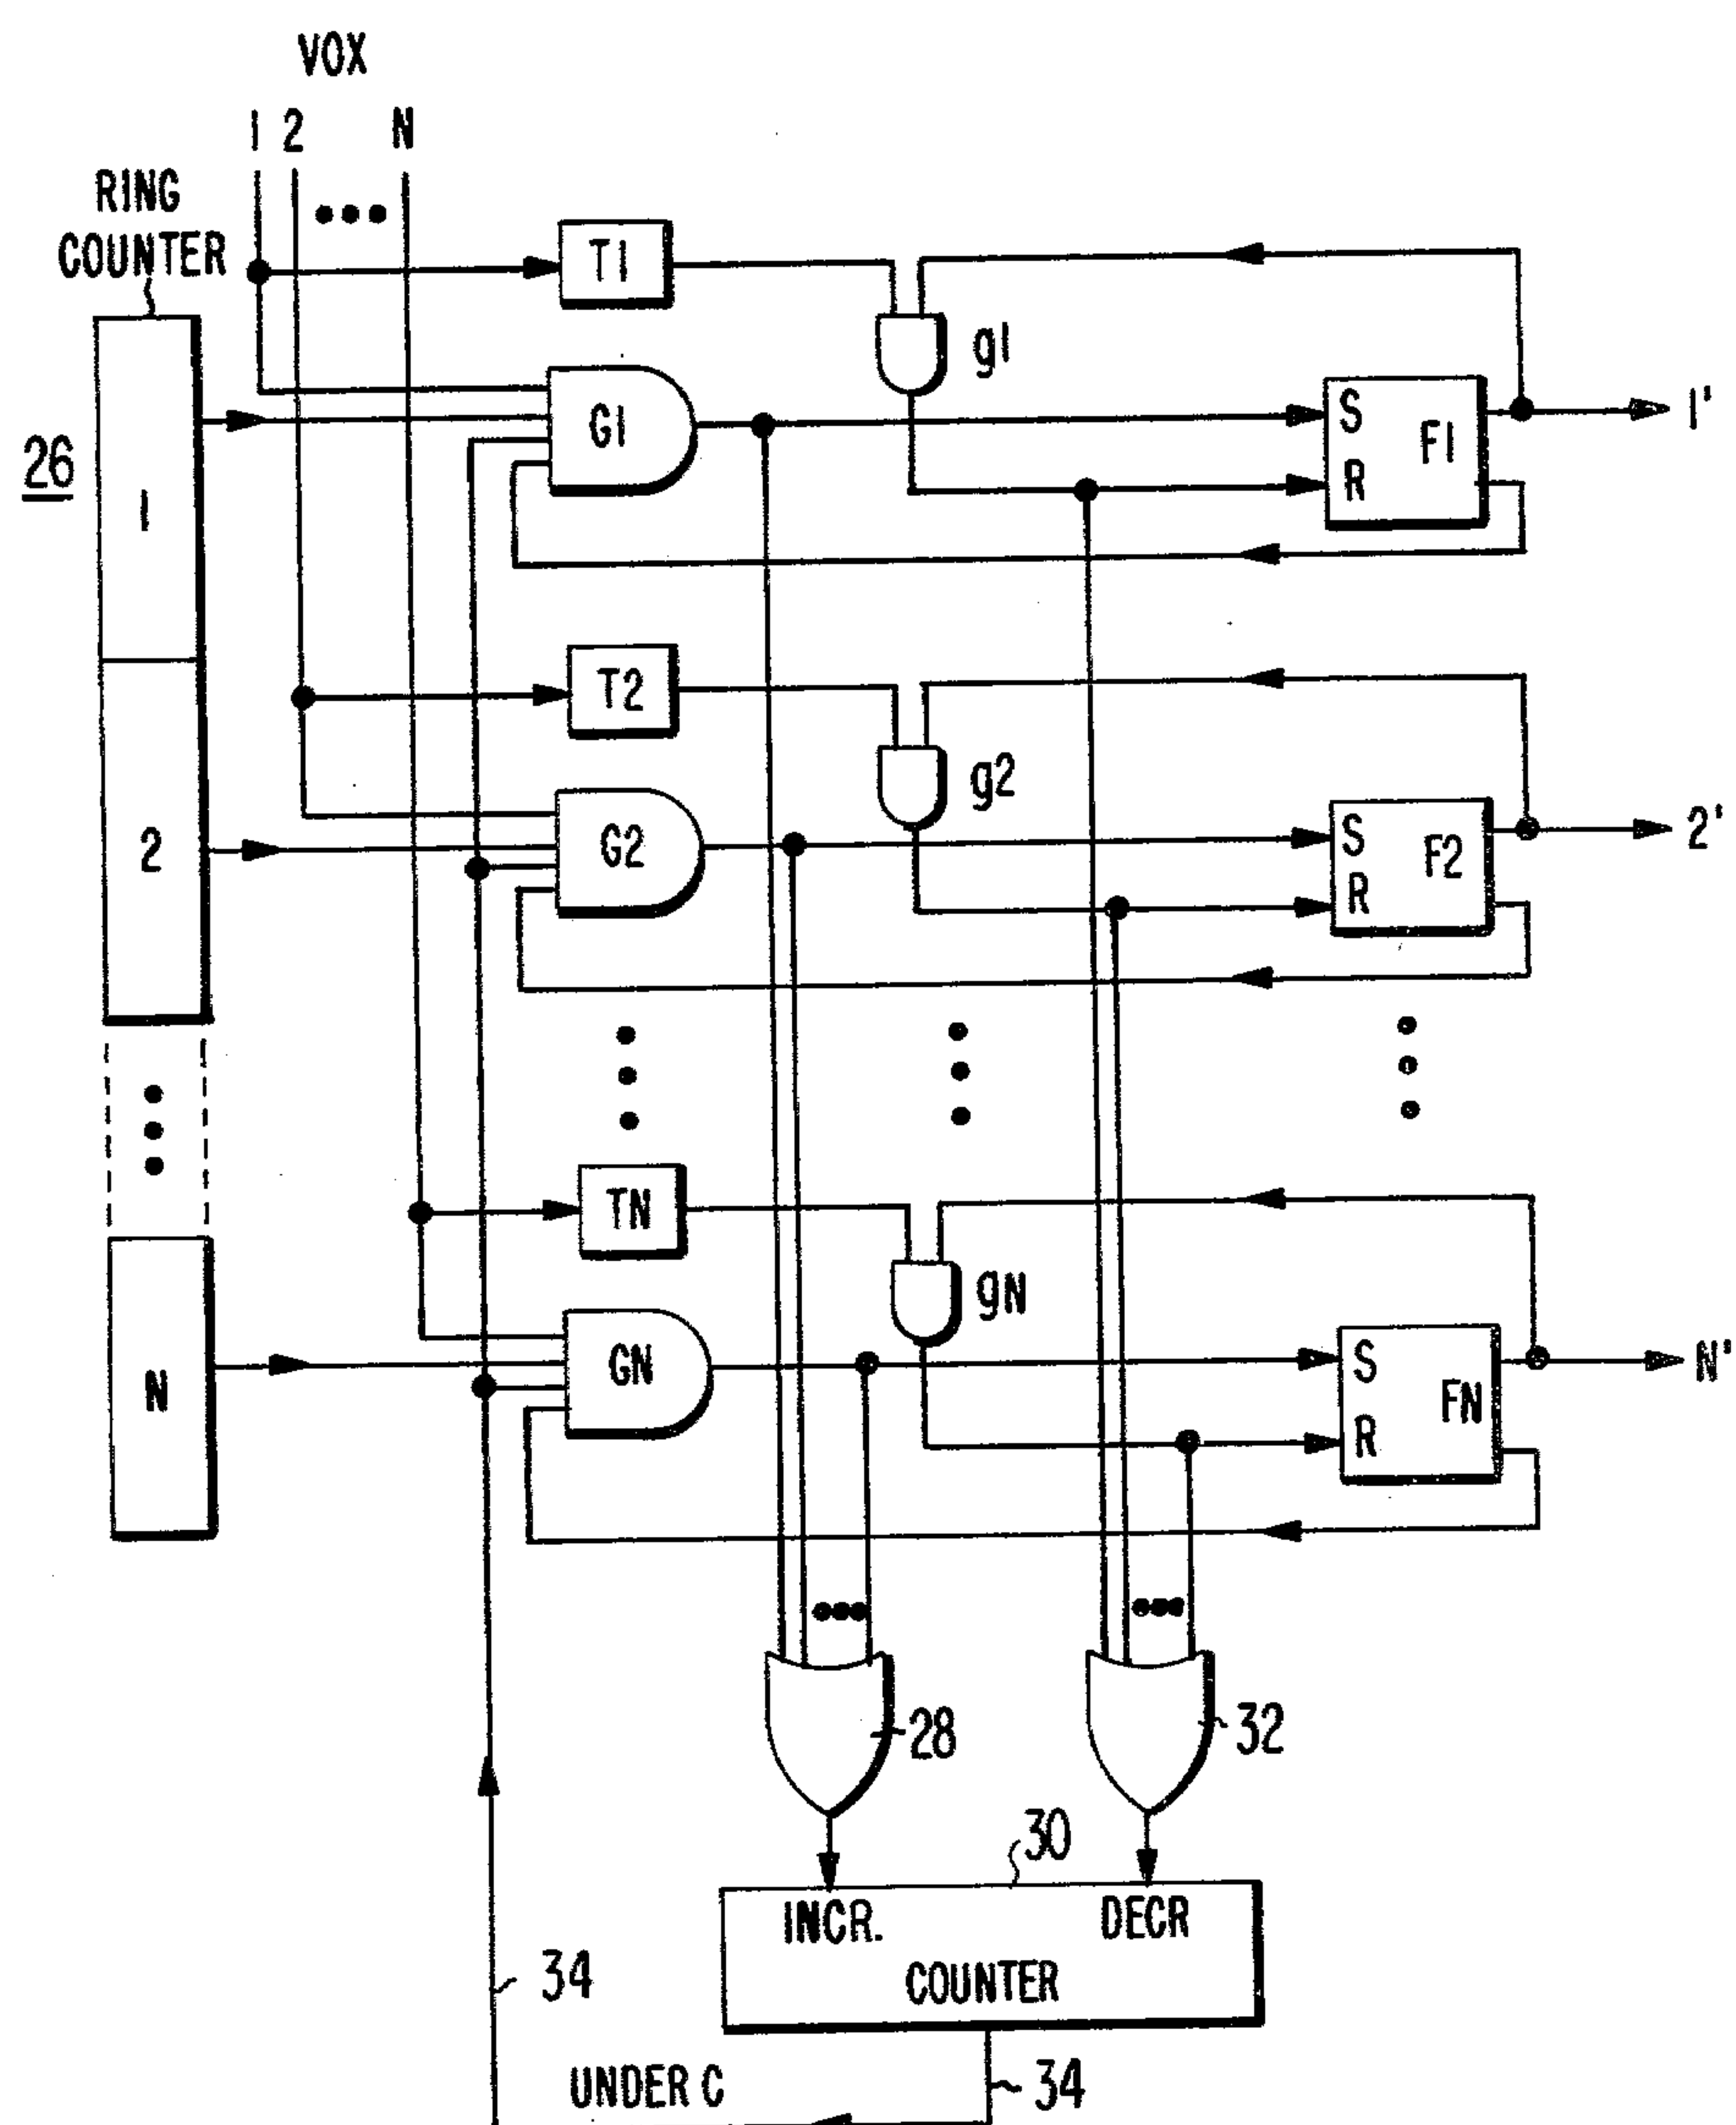 VOX
1 2 ••• N
RING
COUNTER
T1
g1
G1
S
F1
R
1'
26
1
T2
g2
G2
S
F2
R
2'
2
TN
gN
GN
S
FN
R
N'
N
28
32
30
INCR. DECR
COUNTER
34
UNDER C
34